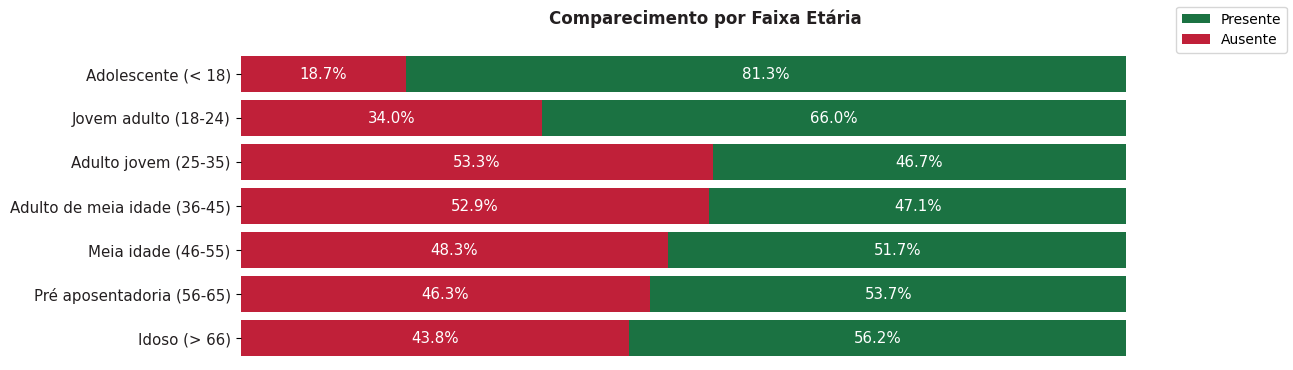 Comparecimento por Faixa Etária
Presente
Ausente
Adolescente (< 18) 18.7% 81.3%
Jovem adulto (18-24) 34.0% 66.0%
Adulto jovem (25-35) 53.3% 46.7%
Adulto de meia idade (36-45) 52.9% 47.1%
Meia idade (46-55) 48.3% 51.7%
Pré aposentadoria (56-65) 46.3% 53.7%
Idoso (> 66) 43.8% 56.2%